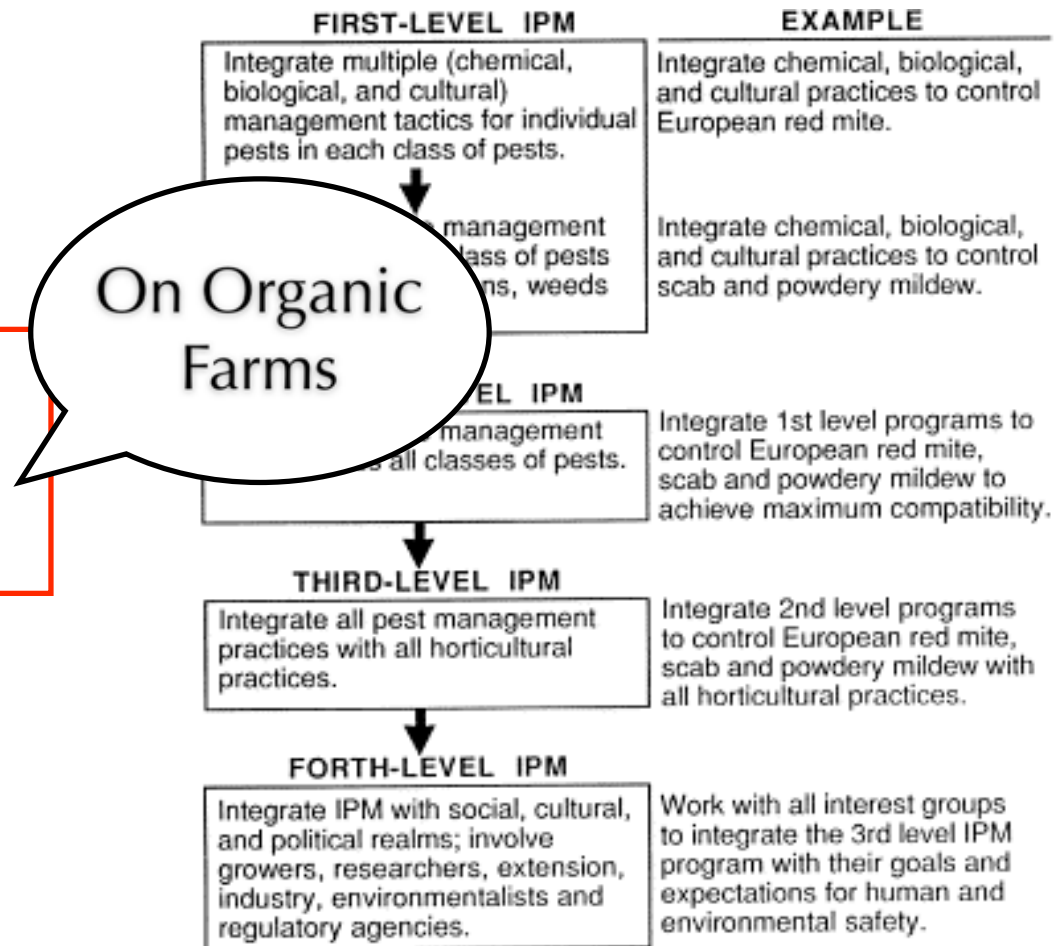 FIRST-LEVEL IPM
Integrate multiple (chemical,
biological, and cultural)
management tactics for individual
pests in each class of pests.
management
of pests
weeds
IPM
management
all classes of pests.
THIRD-LEVEL IPM
Integrate all pest management
practices with all horticultural
practices.
FORTH-LEVEL IPM
Integrate IPM with social, cultural,
and political realms; involve
growers, researchers, extension,
industry, environmentalists and
regulatory agencies.
EXAMPLE
Integrate chemical, biological,
and cultural practices to control
European red mite.
Integrate chemical, biological,
and cultural practices to control
scab and powdery mildew.
Integrate 1st level programs to
control European red mite,
scab and powdery mildew to
achieve maximum compatibility.
Integrate 2nd level programs
to control European red mite,
scab and powdery mildew with
all horticultural practices.
Work with all interest groups
to integrate the 3rd level IPM
program with their goals and
expectations for human and
environmental safety.
On Organic
Farms